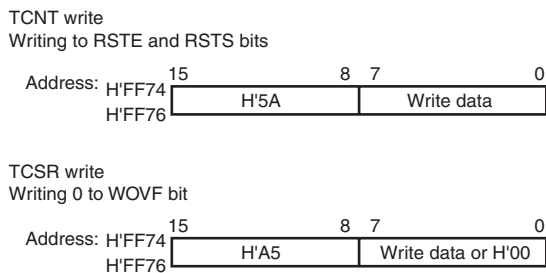 TCNT write
Writing to RSTE and RSTS bits
15 8 7 0
Address: H'FF74
H'5A Write data
H'FF76
TCSR write
Writing 0 to WOVF bit
15 8 7 0
Address: H'FF74
H'A5 Write data or H'00
H'FF76